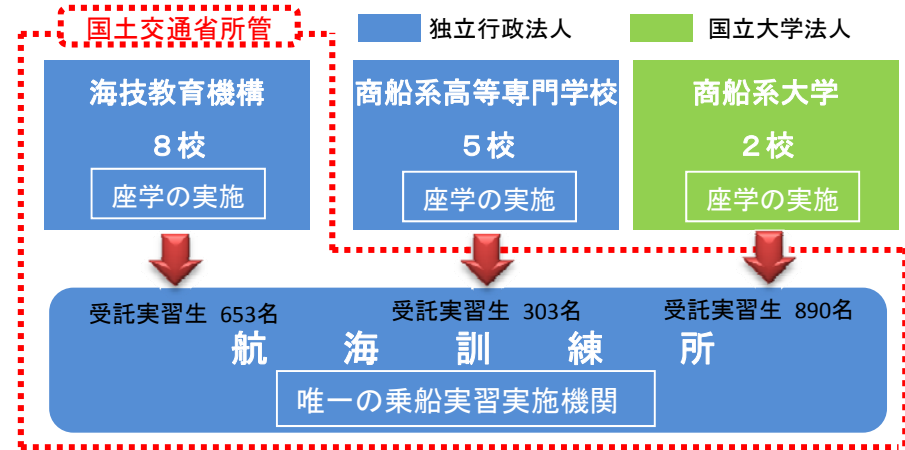 国土交通省所管
独立行政法人
国立大学法人
海技教育機構
8校
座学の実施
商船系高等専門学校
5校
座学の実施
商船系大学
2校
座学の実施
受託実習生 653名
受託実習生 303名
受託実習生 890名
航海訓練所
唯一の乗船実習実施機関